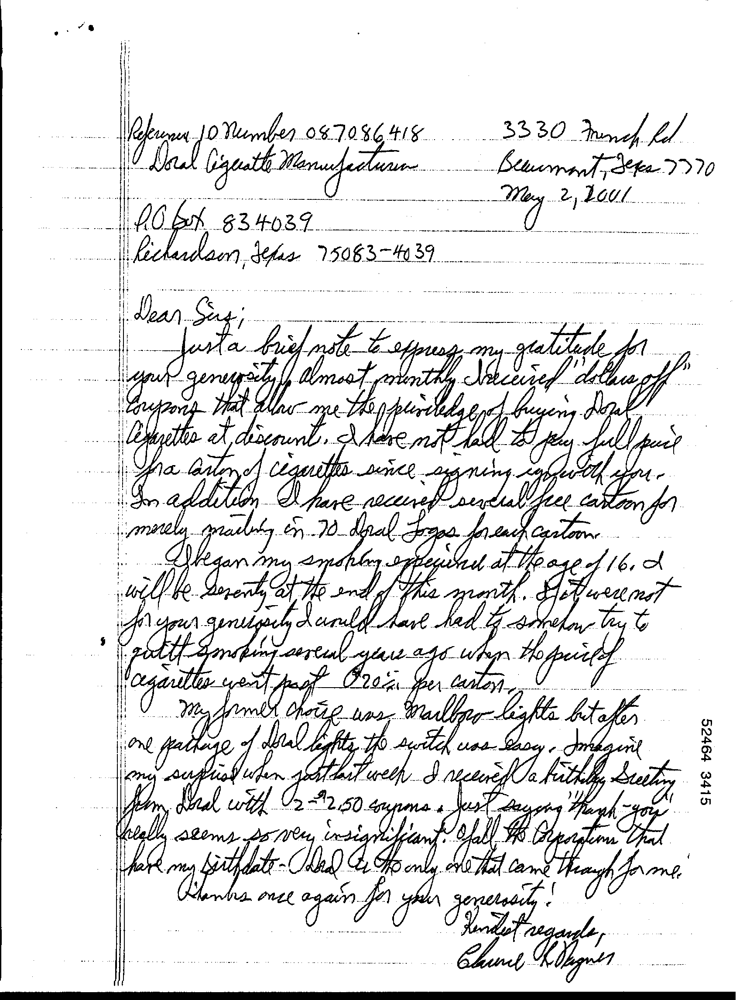 Reference ID Number 087086418
3330 French Rd
Doral Cigarette Manufacturer
Beaumont, Texas 7770
May 2, 2001
P.O box 834039
Richardson, Texas 75083-4039
Dear Sirs;
Just a brief note to express my gratitude for
your generosity. Almost monthly I received "dollars off"
coupons that allow me the priviledge of buying Doral
Cigarettes at discount. I have not had to pay full price
for a carton of cigarettes since signing up with you.
In addition I have received several free cartoon for
merely mailing in 70 Doral Logos for each cartoon.
I began my smoking experience at the age of 16. I
will be seventy at the end of this month. If it were not
for your generosity I would have had to somehow try to
quitt smoking several years ago when the price of
cigarettes went past $20 per carton.
My former choice was Marlboro lights but after
one package of Doral lights the switch was easy. Imagine
my surprise when just last week I received a birthday Greeting
from Doral with 2-$2.50 coupons. Just saying "thank-you"
really seems so very insignificant. Of all the Corporations that
have my birthdate - Doral is the only one that came through for me.
Thanks once again for your generosity!
Kindest regards,
52464 3415